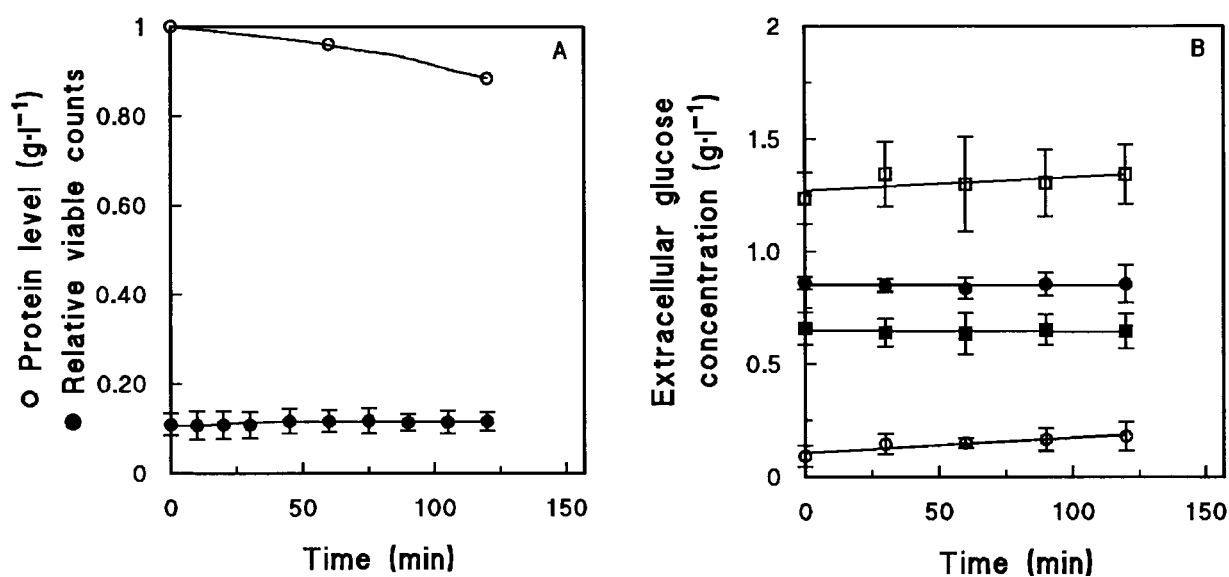 A
○ Protein level (g·l⁻¹)
● Relative viable counts
1
0.80
0.60
0.40
0.20
0
0
50
100
150
Time (min)
B
Extracellular glucose
concentration (g·l⁻¹)
2
1.5
1.0
0.5
0
0
50
100
150
Time (min)